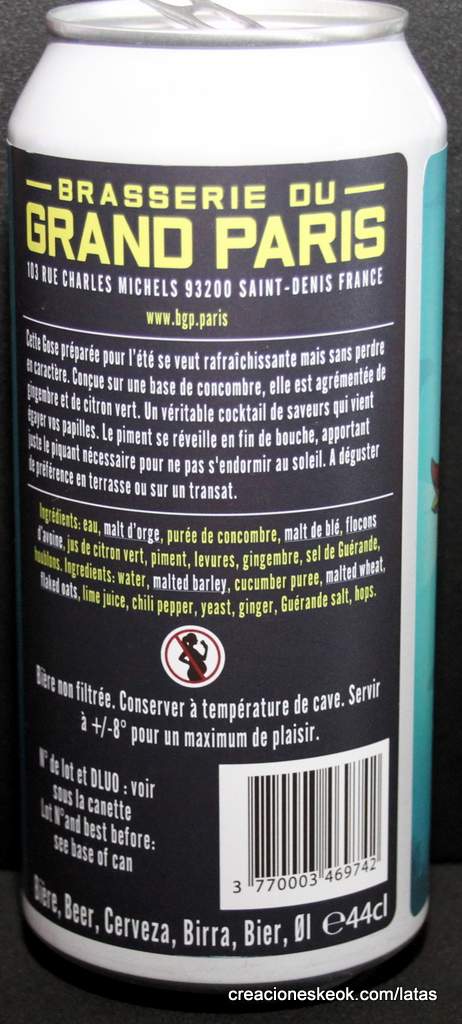 BRASSERIE DU
GRAND PARIS
103 RUE CHARLES MICHELS 93200 SAINT-DENIS FRANCE
www.bgp.paris
Cette Gose préparée pour l'été se veut rafraîchissante mais sans perdre
en caractère. Conçue sur une base de concombre, elle est agrémentée de
gingembre et de citron vert. Un véritable cocktail de saveurs qui vient
égayer vos papilles. Le piment se réveille en fin de bouche, apportant
juste le piquant nécessaire pour ne pas s'endormir au soleil. A déguster
de préférence en terrasse ou sur un transat.
Ingrédients: eau, malt d'orge, purée de concombre, malt de blé, flocons
d'avoine, jus de citron vert, piment, levures, gingembre, sel de Guérande,
houblons. Ingredients: water, malted barley, cucumber puree, malted wheat,
flaked oats, lime juice, chili pepper, yeast, ginger, Guérande salt, hops.
Bière non filtrée. Conserver à température de cave. Servir
à +/-8° pour un maximum de plaisir.
N° de lot et DLUO : voir
sous la canette
Lot N°and best before:
see base of can
3 770003 469742
Bière, Beer, Cerveza, Birra, Bier, Øl ℮44cl
creacioneskeok.com/latas